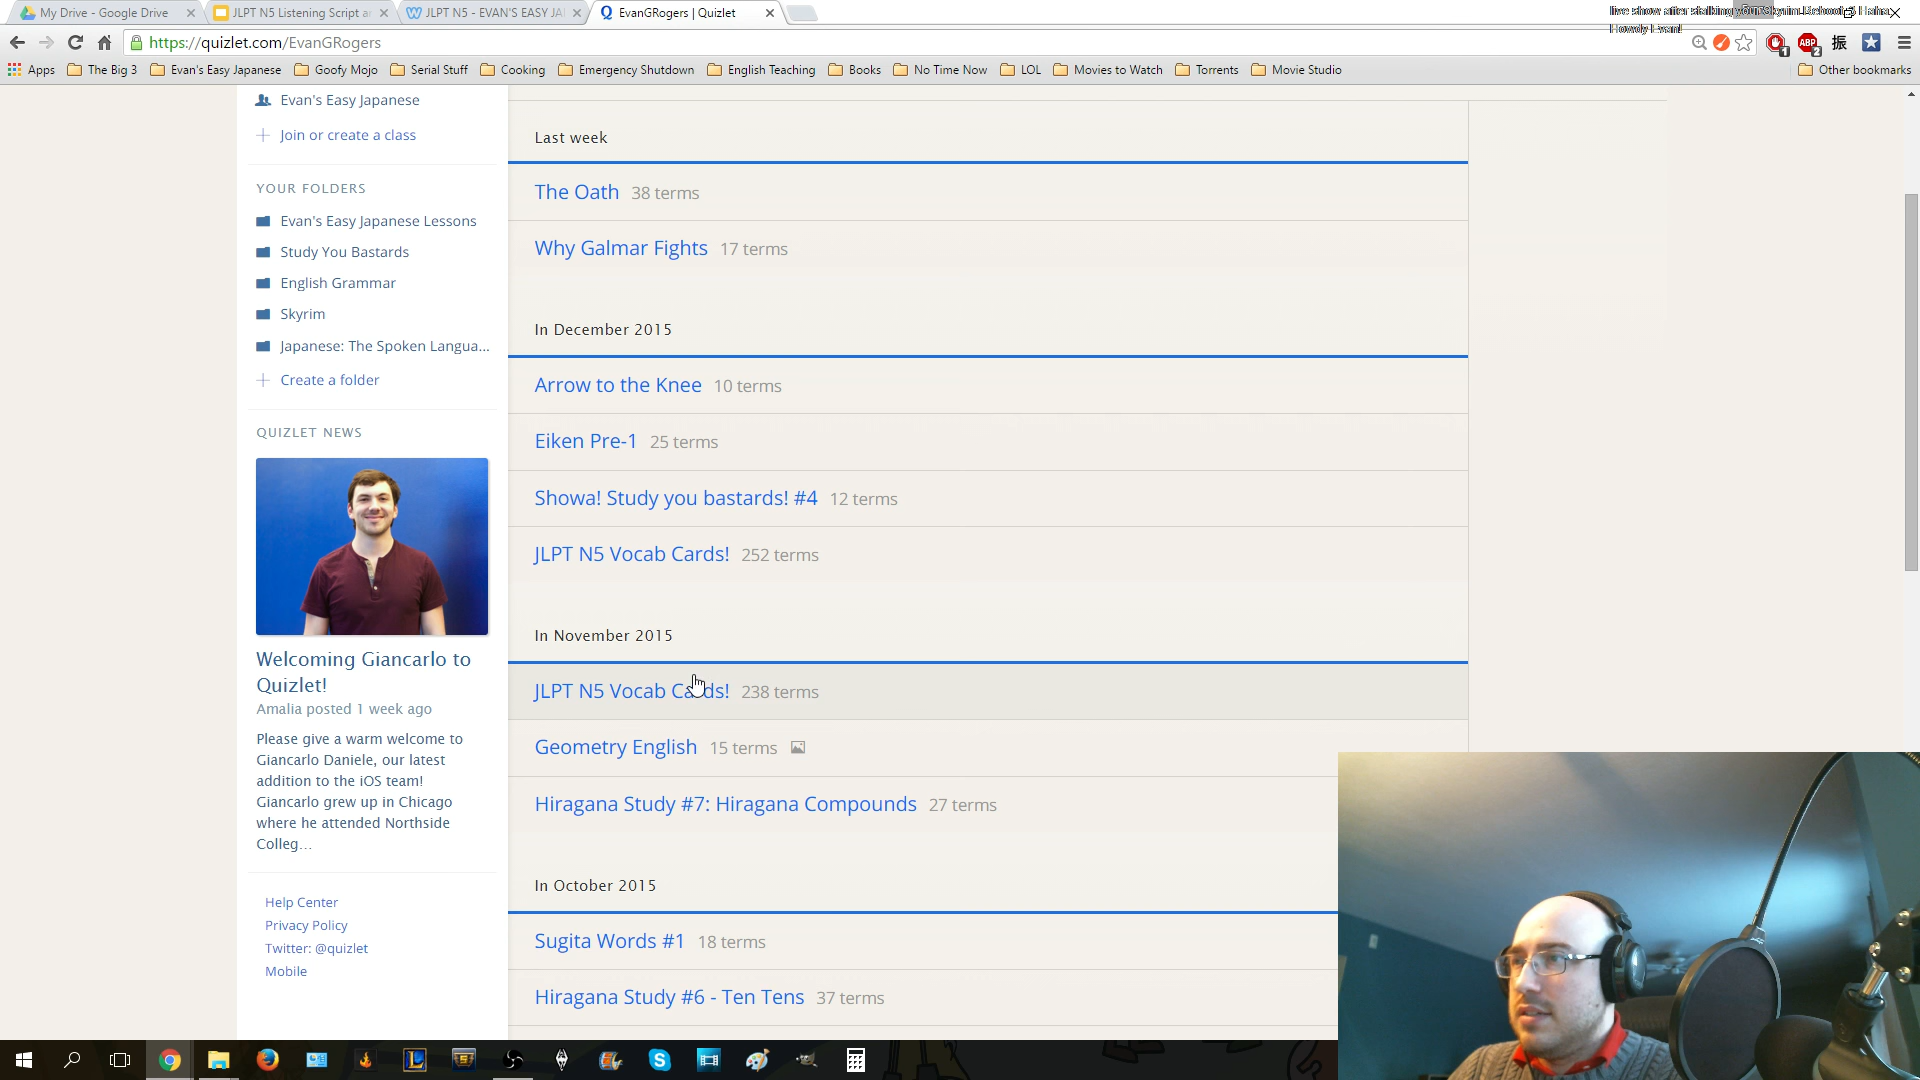 My Drive - Google Drive
JLPT N5 Listening Script a
JLPT N5 - EVAN'S EASY JA
EvanGRogers | Quizlet
Howdy Evan!
https://quizlet.com/EvanGRogers
Apps
The Big 3
Evan's Easy Japanese
Goofy Mojo
Serial Stuff
Cooking
Emergency Shutdown
English Teaching
Books
No Time Now
LOL
Movies to Watch
Torrents
Movie Studio
Other bookmarks
Evan's Easy Japanese
Join or create a class
YOUR FOLDERS
Evan's Easy Japanese Lessons
Study You Bastards
English Grammar
Skyrim
Japanese: The Spoken Langua...
Create a folder
QUIZLET NEWS
Welcoming Giancarlo to
Quizlet!
Amalia posted 1 week ago
Please give a warm welcome to
Giancarlo Daniele, our latest
addition to the iOS team!
Giancarlo grew up in Chicago
where he attended Northside
Colleg...
Help Center
Privacy Policy
Twitter: @quizlet
Mobile
Last week
The Oath 38 terms
Why Galmar Fights 17 terms
In December 2015
Arrow to the Knee 10 terms
Eiken Pre-1 25 terms
Showa! Study you bastards! #4 12 terms
JLPT N5 Vocab Cards! 252 terms
In November 2015
JLPT N5 Vocab Cards! 238 terms
Geometry English 15 terms
Hiragana Study #7: Hiragana Compounds 27 terms
In October 2015
Sugita Words #1 18 terms
Hiragana Study #6 - Ten Tens 37 terms